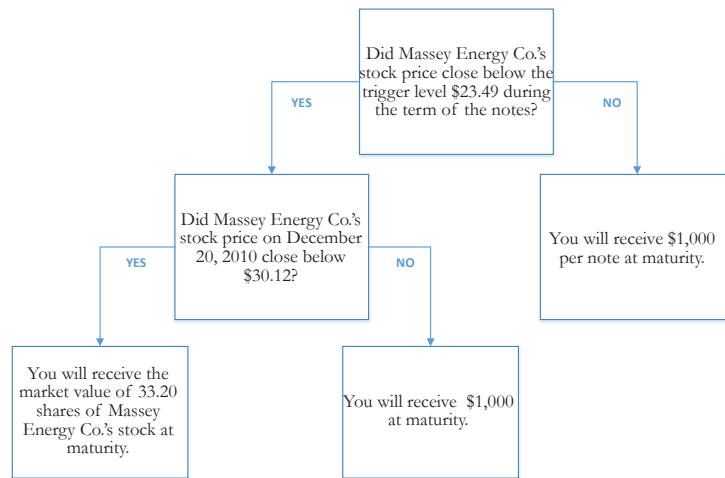 Did Massey Energy Co.'s
stock price close below the
trigger level $23.49 during
the term of the notes?
YES
NO
Did Massey Energy Co.'s
stock price on December
20, 2010 close below
$30.12?
You will receive $1,000
per note at maturity.
YES
NO
You will receive the
market value of 33.20
shares of Massey
Energy Co.'s stock at
maturity.
You will receive $1,000
at maturity.